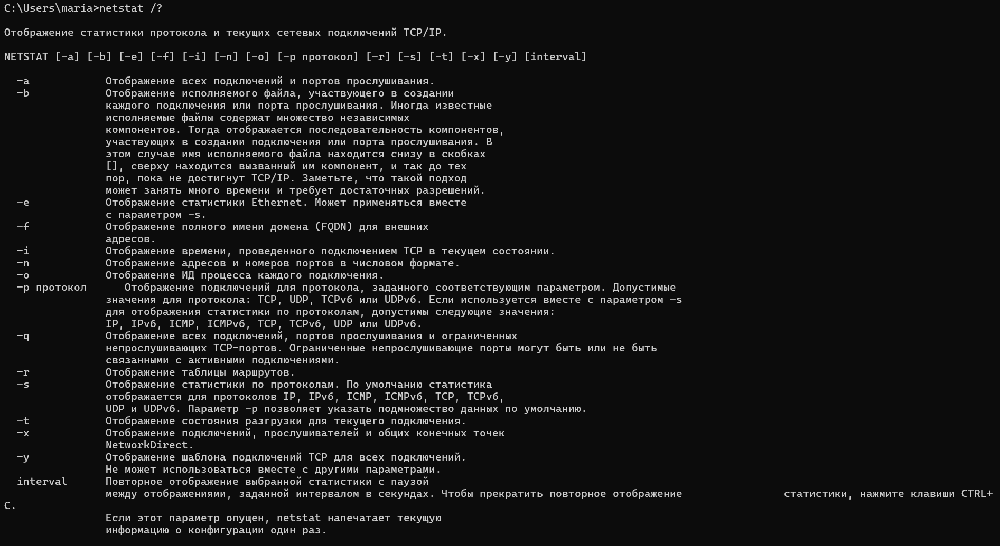 C:\Users\maria>netstat /?
Отображение статистики протокола и текущих сетевых подключений TCP/IP.
NETSTAT [-a] [-b] [-e] [-f] [-i] [-n] [-o] [-p протокол] [-r] [-s] [-t] [-x] [-y] [interval]
-a Отображение всех подключений и портов прослушивания.
-b Отображение исполняемого файла, участвующего в создании
каждого подключения или порта прослушивания. Иногда известные
исполняемые файлы содержат множество независимых
компонентов. Тогда отображается последовательность компонентов,
участвующих в создании подключения или порта прослушивания. В
этом случае имя исполняемого файла находится снизу в скобках
[], сверху находится вызванный им компонент, и так до тех
пор, пока не достигнут TCP/IP. Заметьте, что такой подход
может занять много времени и требует достаточных разрешений.
-e Отображение статистики Ethernet. Может применяться вместе
с параметром -s.
-f Отображение полного имени домена (FQDN) для внешних
адресов.
-i Отображение времени, проведенного подключением TCP в текущем состоянии.
-n Отображение адресов и номеров портов в числовом формате.
-o Отображение ИД процесса каждого подключения.
-p протокол Отображение подключений для протокола, заданного соответствующим параметром. Допустимые
значения для протокола: TCP, UDP, TCPv6 или UDPv6. Если используется вместе с параметром -s
для отображения статистики по протоколам, допустимы следующие значения:
IP, IPv6, ICMP, ICMPv6, TCP, TCPv6, UDP или UDPv6.
-q Отображение всех подключений, портов прослушивания и ограниченных
непрослушивающих TCP-портов. Ограниченные непрослушивающие порты могут быть или не быть
связанными с активными подключениями.
-r Отображение таблицы маршрутов.
-s Отображение статистики по протоколам. По умолчанию статистика
отображается для протоколов IP, IPv6, ICMP, ICMPv6, TCP, TCPv6,
UDP и UDPv6. Параметр -p позволяет указать подмножество данных по умолчанию.
-t Отображение состояния разгрузки для текущего подключения.
-x Отображение подключений, прослушивателей и общих конечных точек
NetworkDirect.
-y Отображение шаблона подключений TCP для всех подключений.
Не может использоваться вместе с другими параметрами.
interval Повторное отображение выбранной статистики с паузой
между отображениями, заданной интервалом в секундах. Чтобы прекратить повторное отображение статистики, нажмите клавиши CTRL+
C.
Если этот параметр опущен, netstat напечатает текущую
информацию о конфигурации один раз.